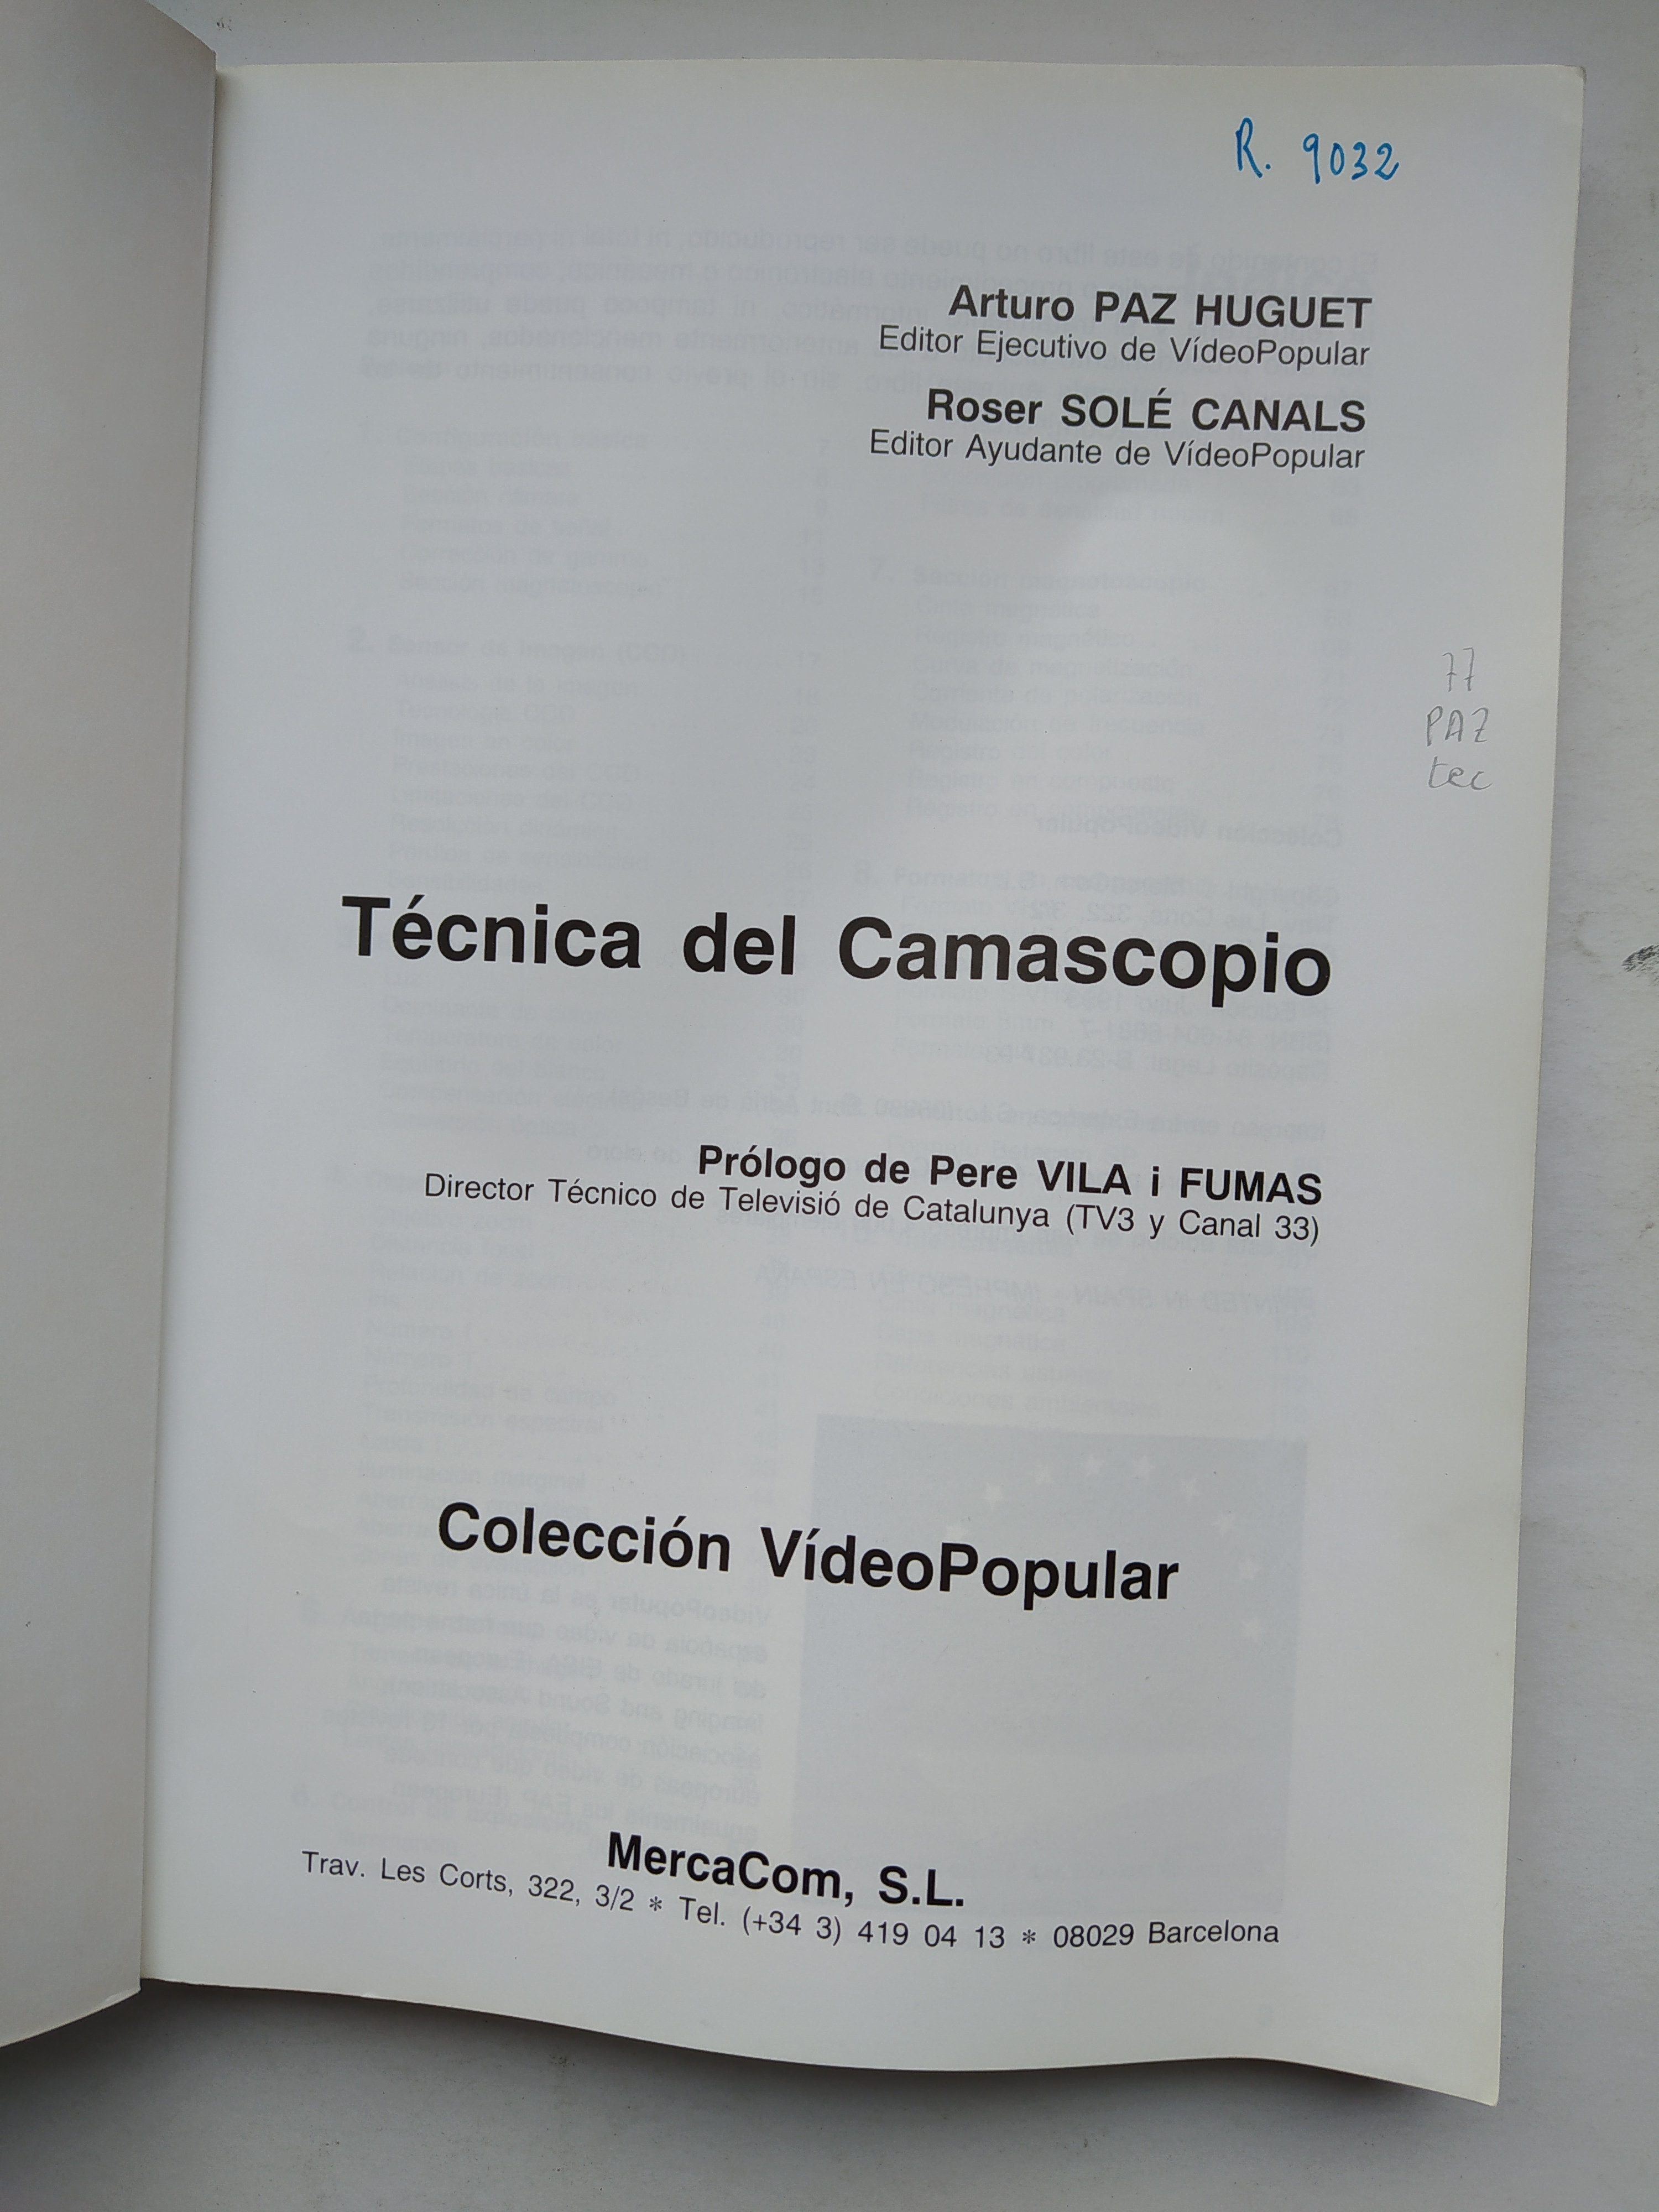 R. 9032
Arturo PAZ HUGUET
Editor Ejecutivo de VídeoPopular
Roser SOLÉ CANALS
Editor Ayudante de VídeoPopular
77
PAZ
tec
Técnica del Camascopio
Prólogo de Pere VILA i FUMAS
Director Técnico de Televisió de Catalunya (TV3 y Canal 33)
Colección VídeoPopular
MercaCom, S.L.
Trav. Les Corts, 322, 3/2 * Tel. (+34 3) 419 04 13 * 08029 Barcelona